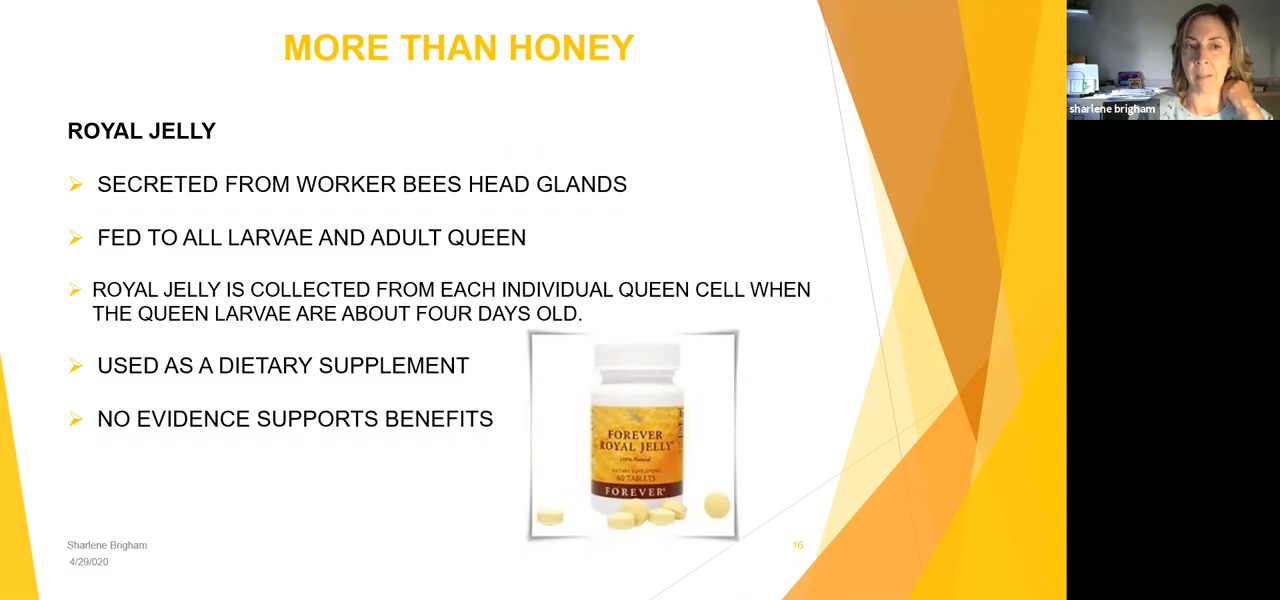 MORE THAN HONEY
sharlene brigham
ROYAL JELLY
SECRETED FROM WORKER BEES HEAD GLANDS
FED TO ALL LARVAE AND ADULT QUEEN
ROYAL JELLY IS COLLECTED FROM EACH INDIVIDUAL QUEEN CELL WHEN
THE QUEEN LARVAE ARE ABOUT FOUR DAYS OLD.
USED AS A DIETARY SUPPLEMENT
NO EVIDENCE SUPPORTS BENEFITS
FOREVER
ROYAL JELLY
100% Natural
DIETARY SUPPLEMENT
60 TABLETS
FOREVER
Sharlene Brigham
4/29/020
16